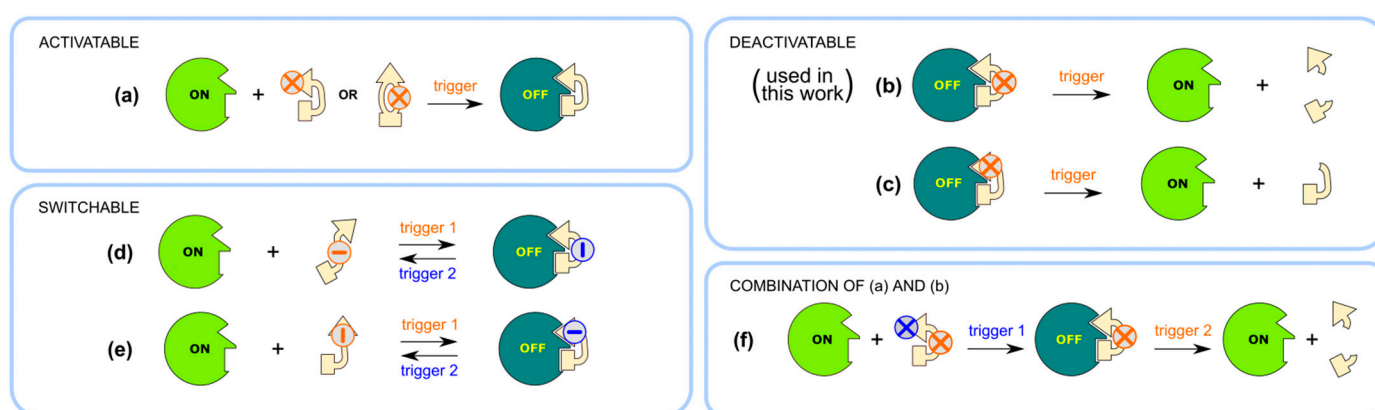 ACTIVATABLE
(a) ON + OR trigger OFF
SWITCHABLE
(d) ON + trigger 1 OFF
trigger 2
(e) ON + trigger 1 OFF
trigger 2
DEACTIVATABLE
(used in
this work)
(b) OFF trigger ON +
(c) OFF trigger ON +
COMBINATION OF (a) AND (b)
(f) ON + trigger 1 OFF trigger 2 ON +